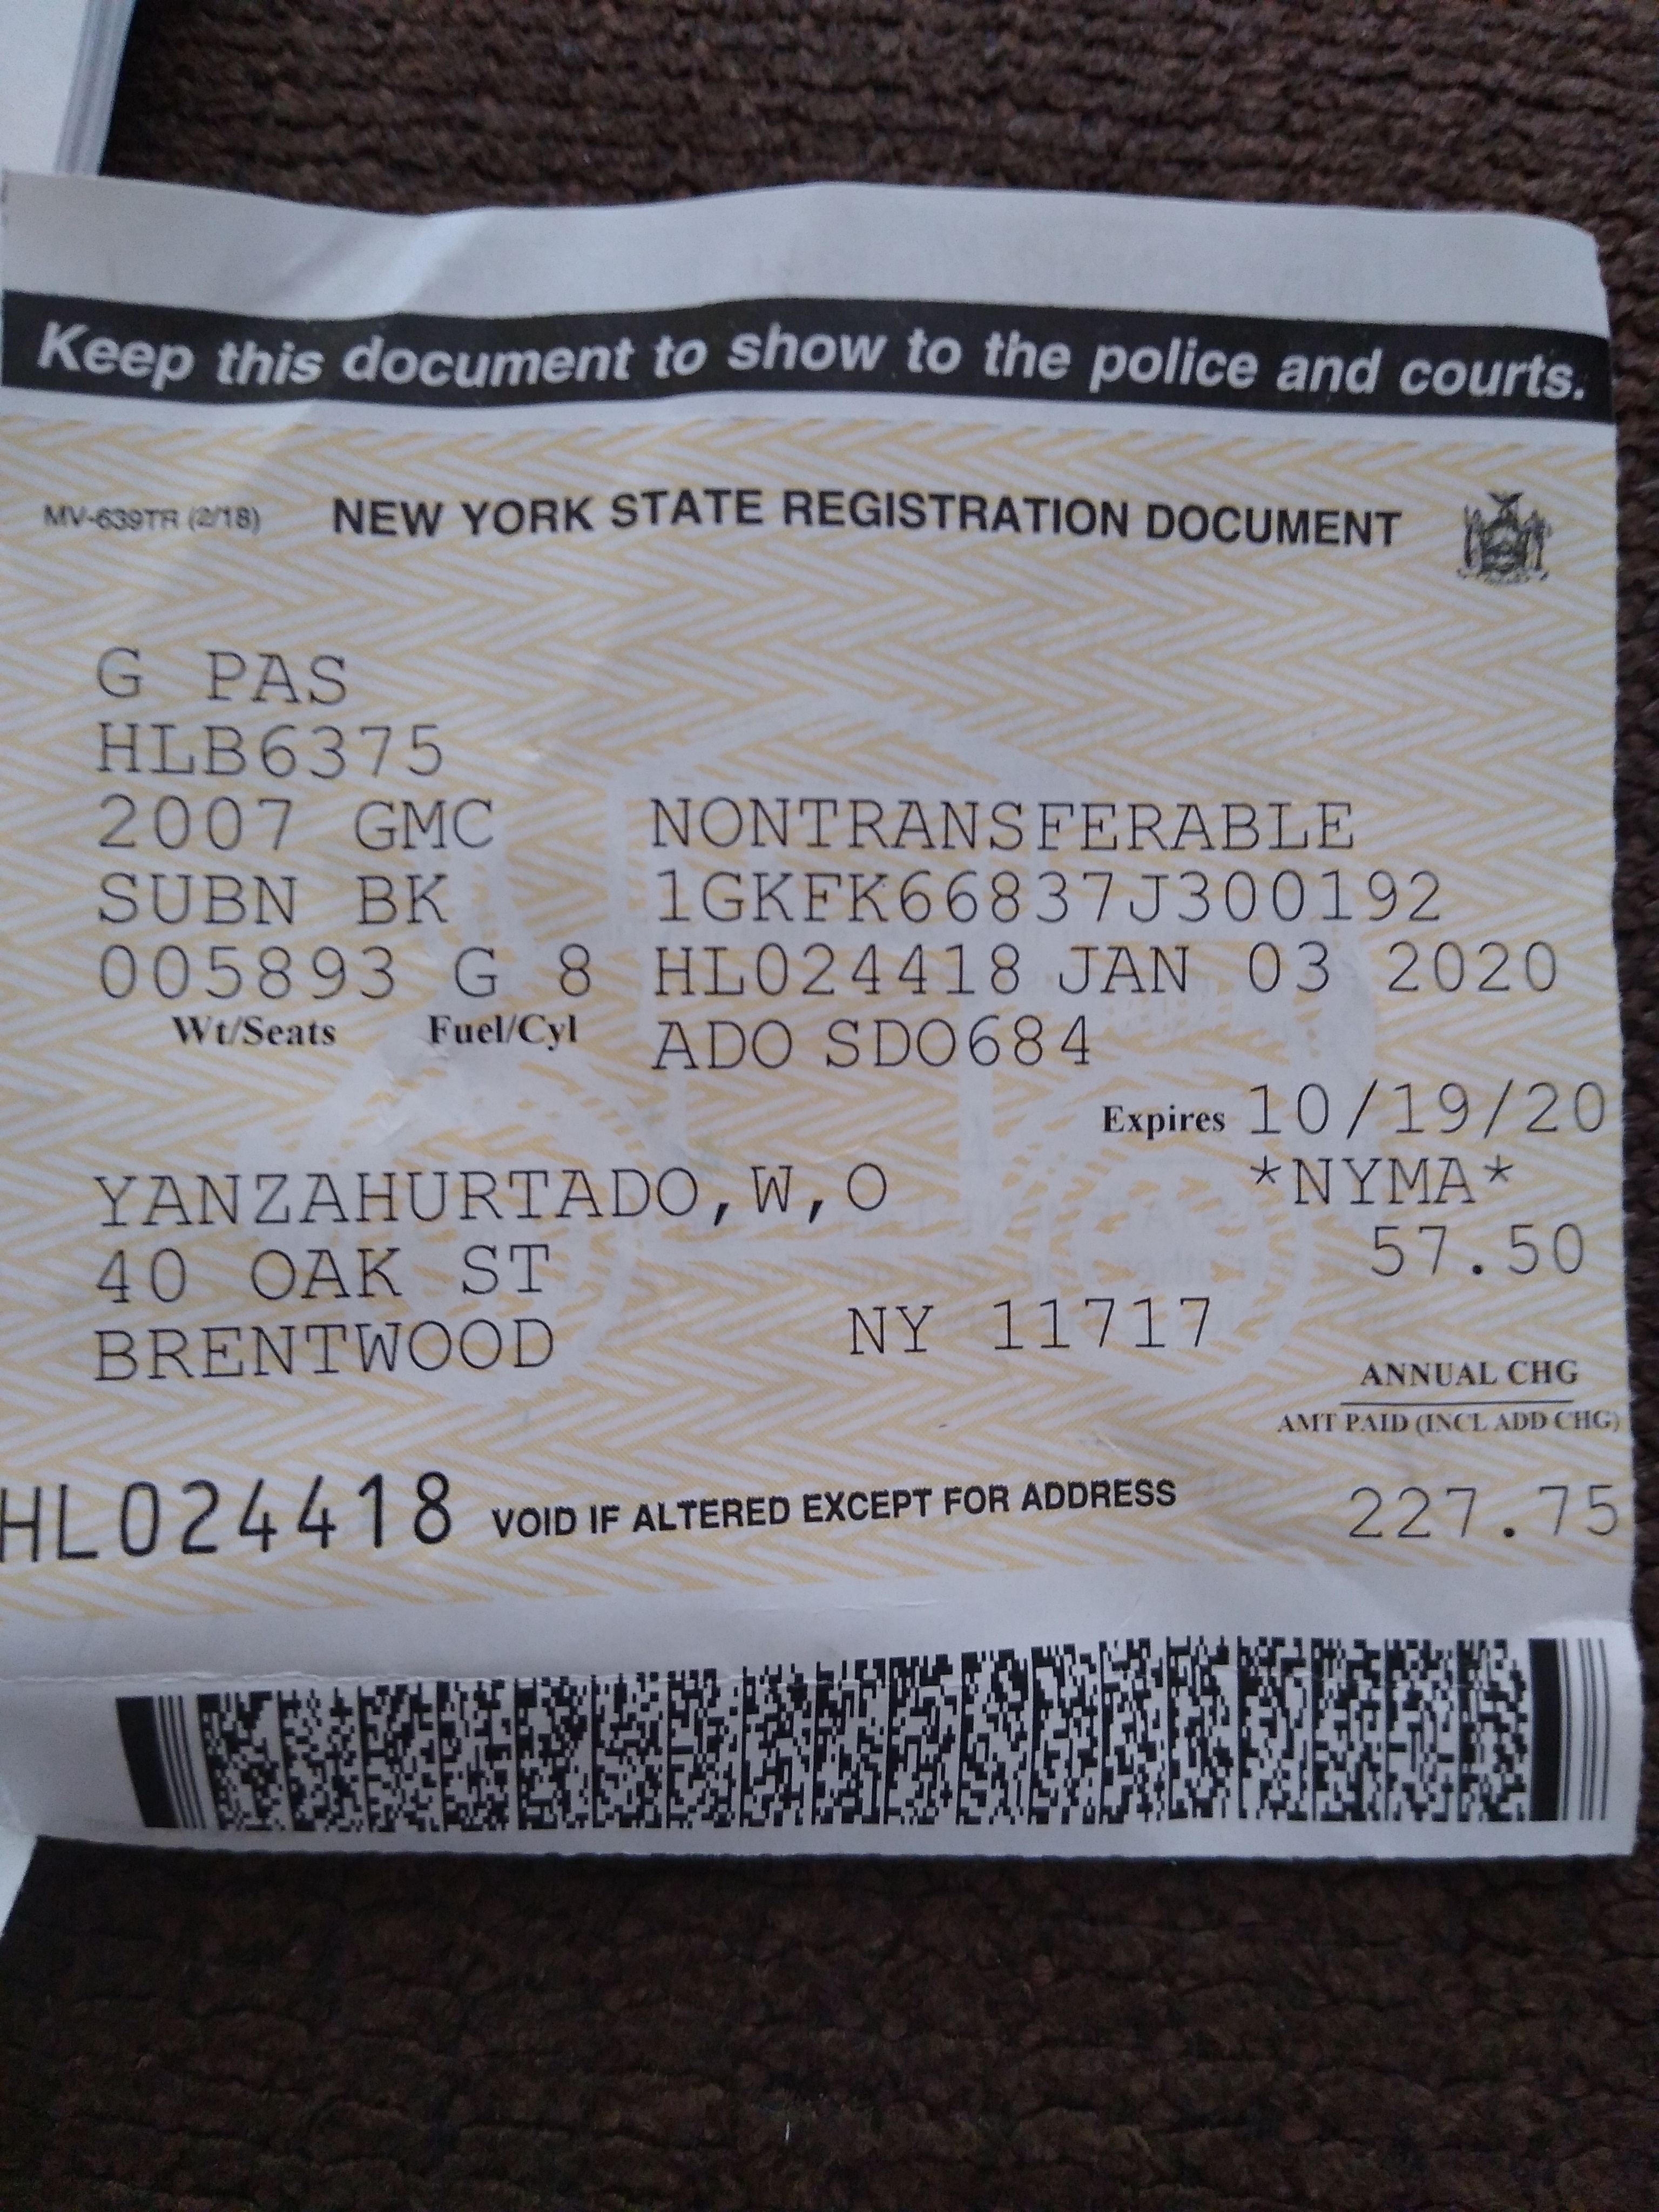 Keep this document to show to the police and courts.
MV-639TR (2/18) NEW YORK STATE REGISTRATION DOCUMENT
G PAS
HLB6375
2007 GMC NONTRANSFERABLE
SUBN BK 1GKFK66837J300192
005893 G 8 HL024418 JAN 03 2020
Wt/Seats Fuel/Cyl ADO SDO684
Expires 10/19/20
YANZAHURTADO,W,O *NYMA*
40 OAK ST 57.50
BRENTWOOD NY 11717
ANNUAL CHG
AMT PAID (INCL ADD CHG)
HL024418 VOID IF ALTERED EXCEPT FOR ADDRESS 227.75